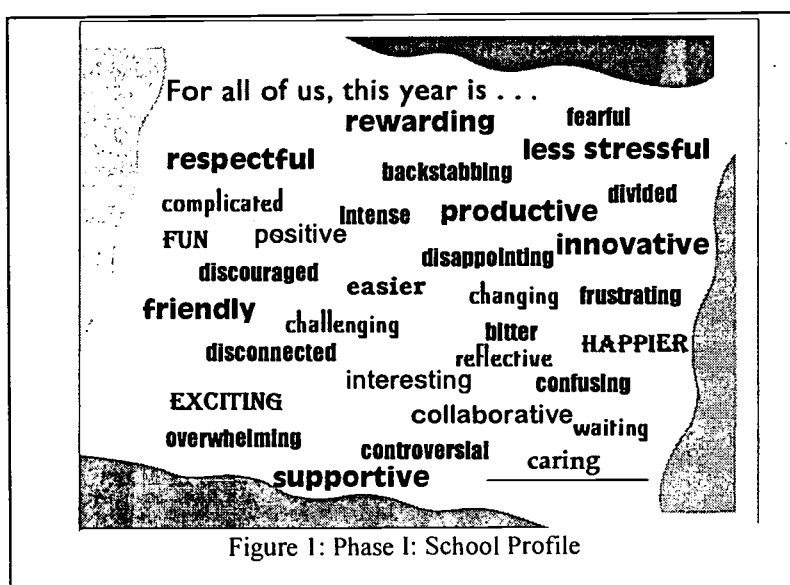 For all of us, this year is . . .
rewarding fearful
respectful less stressful
backstabbing
complicated intense productive divided
FUN positive
disappointing innovative
discouraged
easier changing frustrating
friendly
challenging bitter HAPPIER
disconnected reflective
interesting confusing
EXCITING
collaborative waiting
overwhelming controversial
supportive caring
Figure 1: Phase I: School Profile